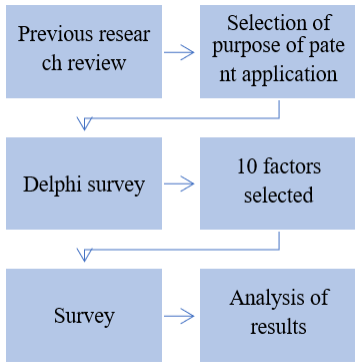 Previous resear
ch review
Selection of
purpose of pate
nt application
Delphi survey
10 factors
selected
Survey
Analysis of
results